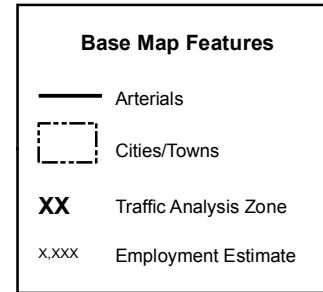 Base Map Features
Arterials
Cities/Towns
XX Traffic Analysis Zone
X,XXX Employment Estimate